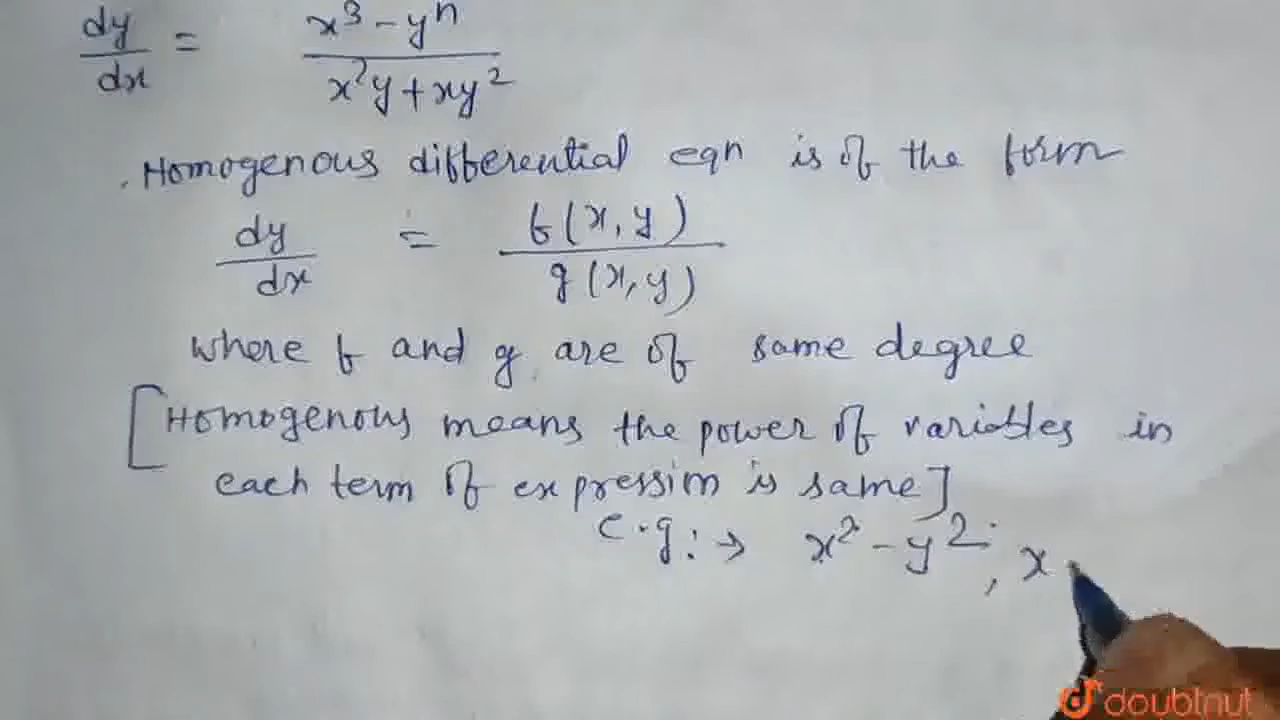 dy/dx = x³ - yⁿ / x²y + xy²
. Homogenous differential eqn is of the form
dy/dx = f(x, y) / g(x, y)
where f and g are of same degree
[Homogenous means the power of variables in
each term of expression is same]
e.g: → x² - y², x
doubtnut